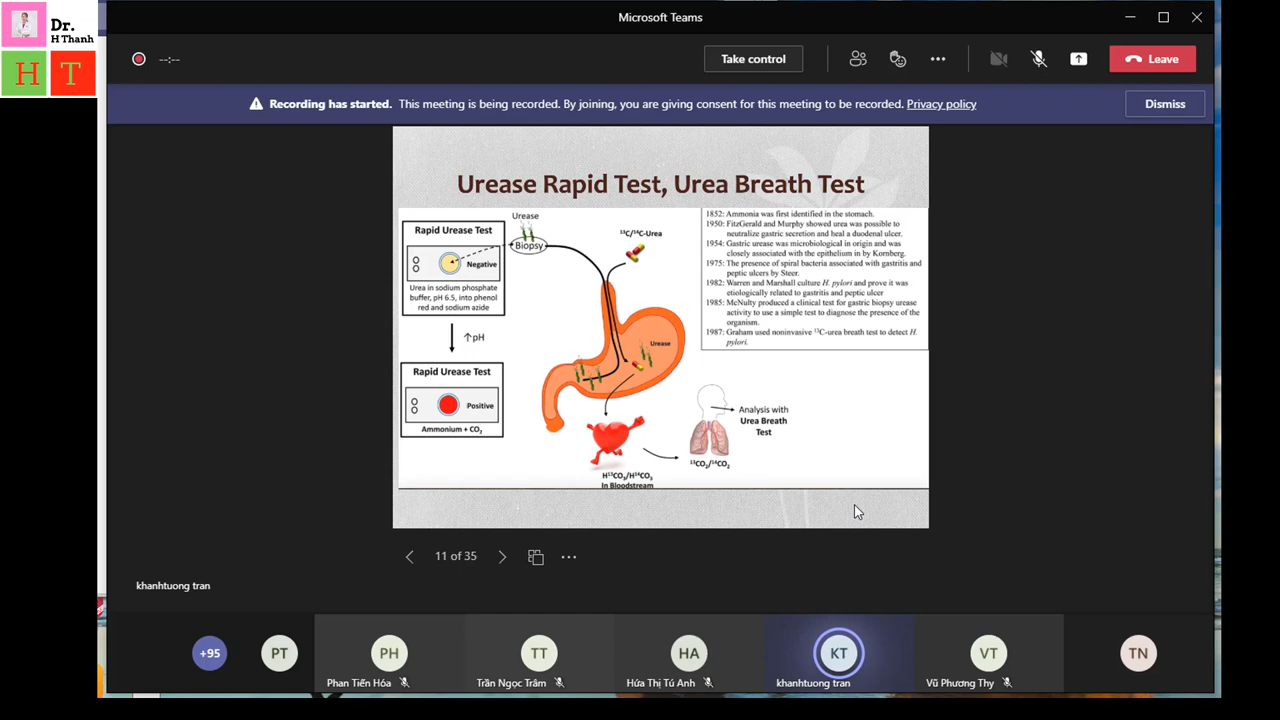 Dr.
H Thanh
H T
Microsoft Teams
--:--
Take control
Leave
Recording has started. This meeting is being recorded. By joining, you are giving consent for this meeting to be recorded. Privacy policy
Dismiss
Urease Rapid Test, Urea Breath Test
Rapid Urease Test
Negative
Urea in sodium phosphate
buffer, pH 6.5, into phenol
red and sodium azide
↑pH
Rapid Urease Test
Positive
Ammonium + CO₂
Urease
Biopsy
¹³C/¹⁴C-Urea
Urease
H¹³CO₃/H¹⁴CO₃
In Bloodstream
¹³CO₂/¹⁴CO₂
Analysis with
Urea Breath
Test
1852: Ammonia was first identified in the stomach.
1950: FitzGerald and Murphy showed urea was possible to
neutralize gastric secretion and heal a duodenal ulcer.
1954: Gastric urease was microbiological in origin and was
closely associated with the epithelium in by Kornberg.
1975: The presence of spiral bacteria associated with gastritis and
peptic ulcers by Steer.
1982: Warren and Marshall culture H. pylori and prove it was
etiologically related to gastritis and peptic ulcer
1985: McNulty produced a clinical test for gastric biopsy urease
activity to use a simple test to diagnose the presence of the
organism.
1987: Graham used noninvasive ¹³C-urea breath test to detect H.
pylori.
11 of 35
khanhtuong tran
+95
PT
PH
TT
HA
KT
VT
TN
Phan Tiến Hóa
Trần Ngọc Trâm
Hứa Thị Tú Anh
khanhtuong tran
Vũ Phương Thy